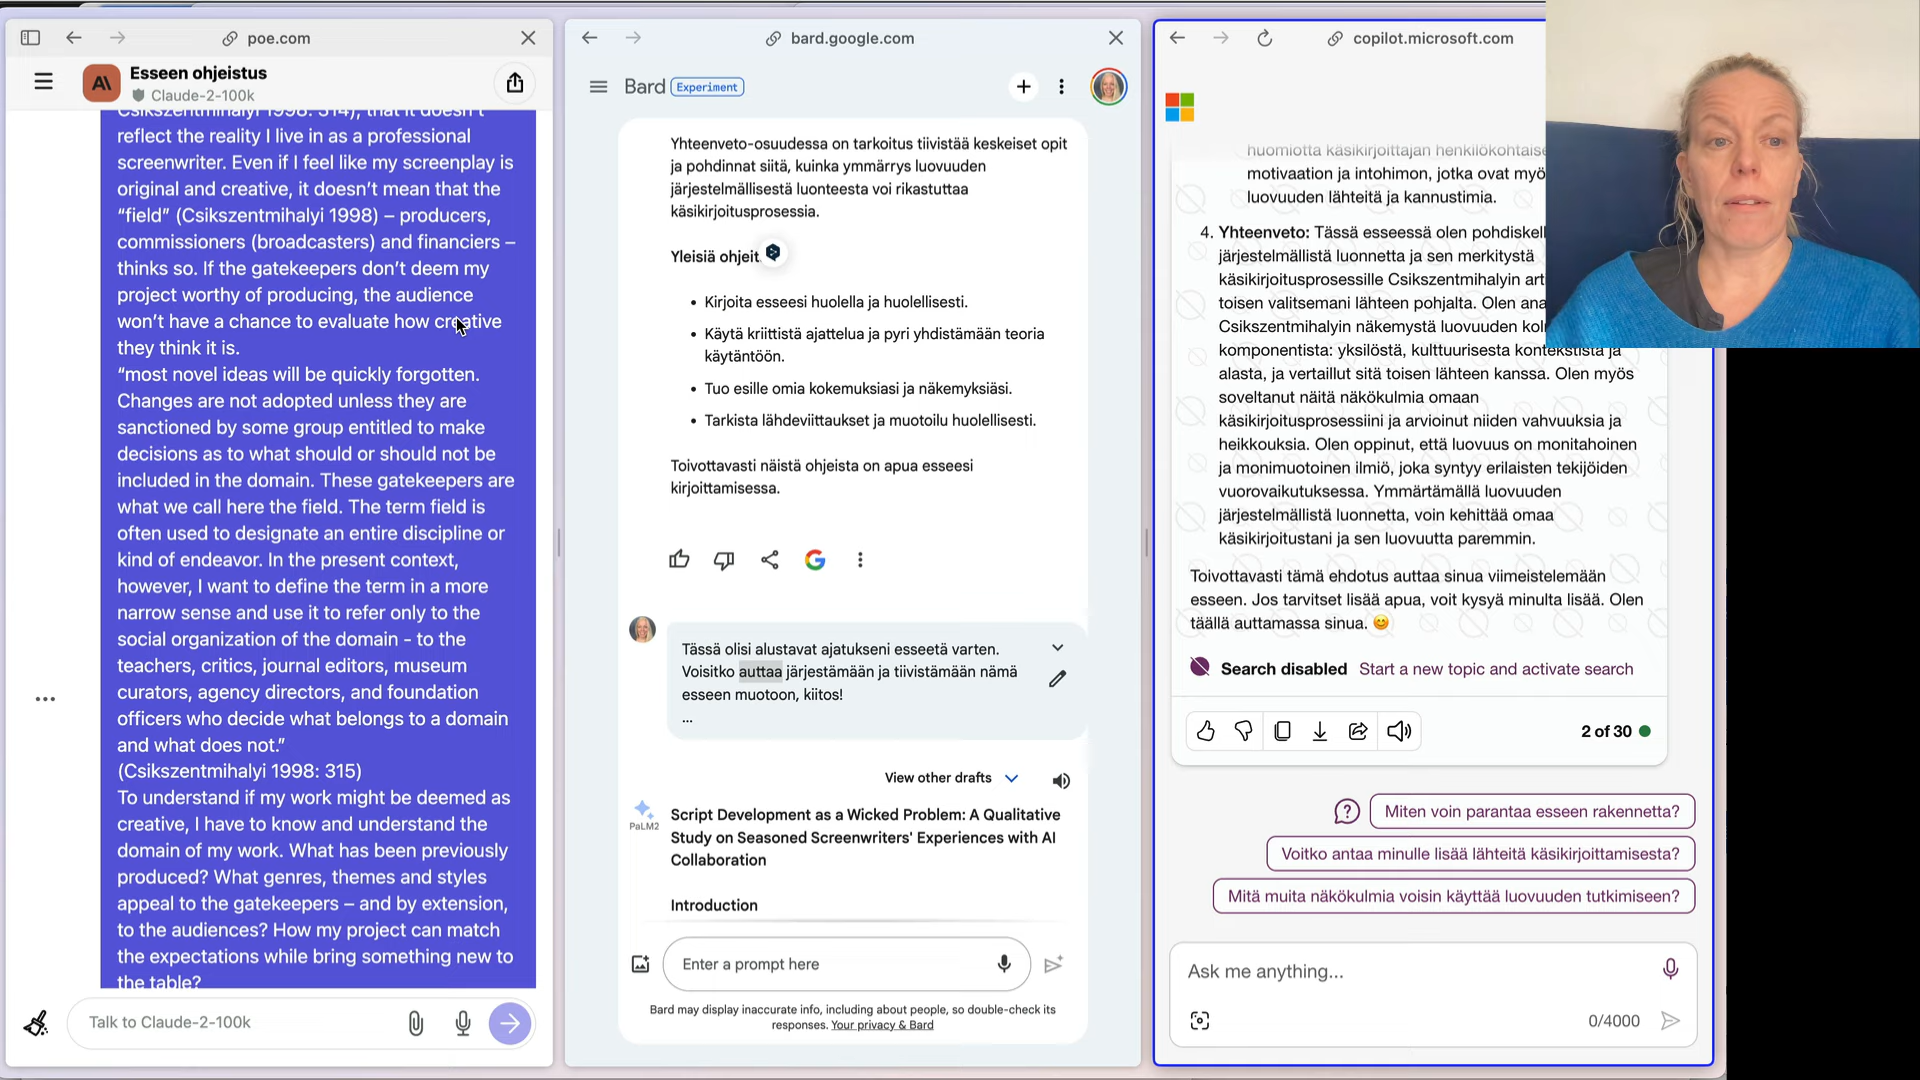 poe.com
Esseen ohjeistus
Claude-2-100k
Csikszentmihalyi 1998: 314), that it doesn't
reflect the reality I live in as a professional
screenwriter. Even if I feel like my screenplay is
original and creative, it doesn't mean that the
“field” (Csikszentmihalyi 1998) – producers,
commissioners (broadcasters) and financiers –
thinks so. If the gatekeepers don't deem my
project worthy of producing, the audience
won't have a chance to evaluate how creative
they think it is.
“most novel ideas will be quickly forgotten.
Changes are not adopted unless they are
sanctioned by some group entitled to make
decisions as to what should or should not be
included in the domain. These gatekeepers are
what we call here the field. The term field is
often used to designate an entire discipline or
kind of endeavor. In the present context,
however, I want to define the term in a more
narrow sense and use it to refer only to the
social organization of the domain - to the
teachers, critics, journal editors, museum
curators, agency directors, and foundation
officers who decide what belongs to a domain
and what does not.”
(Csikszentmihalyi 1998: 315)
To understand if my work might be deemed as
creative, I have to know and understand the
domain of my work. What has been previously
produced? What genres, themes and styles
appeal to the gatekeepers – and by extension,
to the audiences? How my project can match
the expectations while bring something new to
the table?
Talk to Claude-2-100k
bard.google.com
Bard Experiment
Yhteenveto-osuudessa on tarkoitus tiivistää keskeiset opit
ja pohdinnat siitä, kuinka ymmärrys luovuuden
järjestelmällisestä luonteesta voi rikastuttaa
käsikirjoitusprosessia.
Yleisiä ohjeit
• Kirjoita esseesi huolella ja huolellisesti.
• Käytä kriittistä ajattelua ja pyri yhdistämään teoria
käytäntöön.
• Tuo esille omia kokemuksiasi ja näkemyksiäsi.
• Tarkista lähdeviittaukset ja muotoilu huolellisesti.
Toivottavasti näistä ohjeista on apua esseesi
kirjoittamisessa.
Tässä olisi alustavat ajatukseni esseetä varten.
Voisitko auttaa järjestämään ja tiivistämään nämä
esseen muotoon, kiitos!
...
View other drafts
PaLM2
Script Development as a Wicked Problem: A Qualitative
Study on Seasoned Screenwriters' Experiences with AI
Collaboration
Introduction
Enter a prompt here
Bard may display inaccurate info, including about people, so double-check its
responses. Your privacy & Bard
copilot.microsoft.com
huomiotta käsikirjoittajan henkilökohtaise
motivaation ja intohimon, jotka ovat myö
luovuuden lähteitä ja kannustimia.
4. Yhteenveto: Tässä esseessä olen pohdiskell
järjestelmällistä luonnetta ja sen merkitystä
käsikirjoitusprosessille Csikszentmihalyin art
toisen valitsemani lähteen pohjalta. Olen ana
Csikszentmihalyin näkemystä luovuuden kol
komponentista: yksilöstä, kulttuurisesta kontekstista ja
alasta, ja vertaillut sitä toisen lähteen kanssa. Olen myös
soveltanut näitä näkökulmia omaan
käsikirjoitusprosessiini ja arvioinut niiden vahvuuksia ja
heikkouksia. Olen oppinut, että luovuus on monitahoinen
ja monimuotoinen ilmiö, joka syntyy erilaisten tekijöiden
vuorovaikutuksessa. Ymmärtämällä luovuuden
järjestelmällistä luonnetta, voin kehittää omaa
käsikirjoitustani ja sen luovuutta paremmin.
Toivottavasti tämä ehdotus auttaa sinua viimeistelemään
esseen. Jos tarvitset lisää apua, voit kysyä minulta lisää. Olen
täällä auttamassa sinua. 😊
Search disabled Start a new topic and activate search
2 of 30
Miten voin parantaa esseen rakennetta?
Voitko antaa minulle lisää lähteitä käsikirjoittamisesta?
Mitä muita näkökulmia voisin käyttää luovuuden tutkimiseen?
Ask me anything...
0/4000